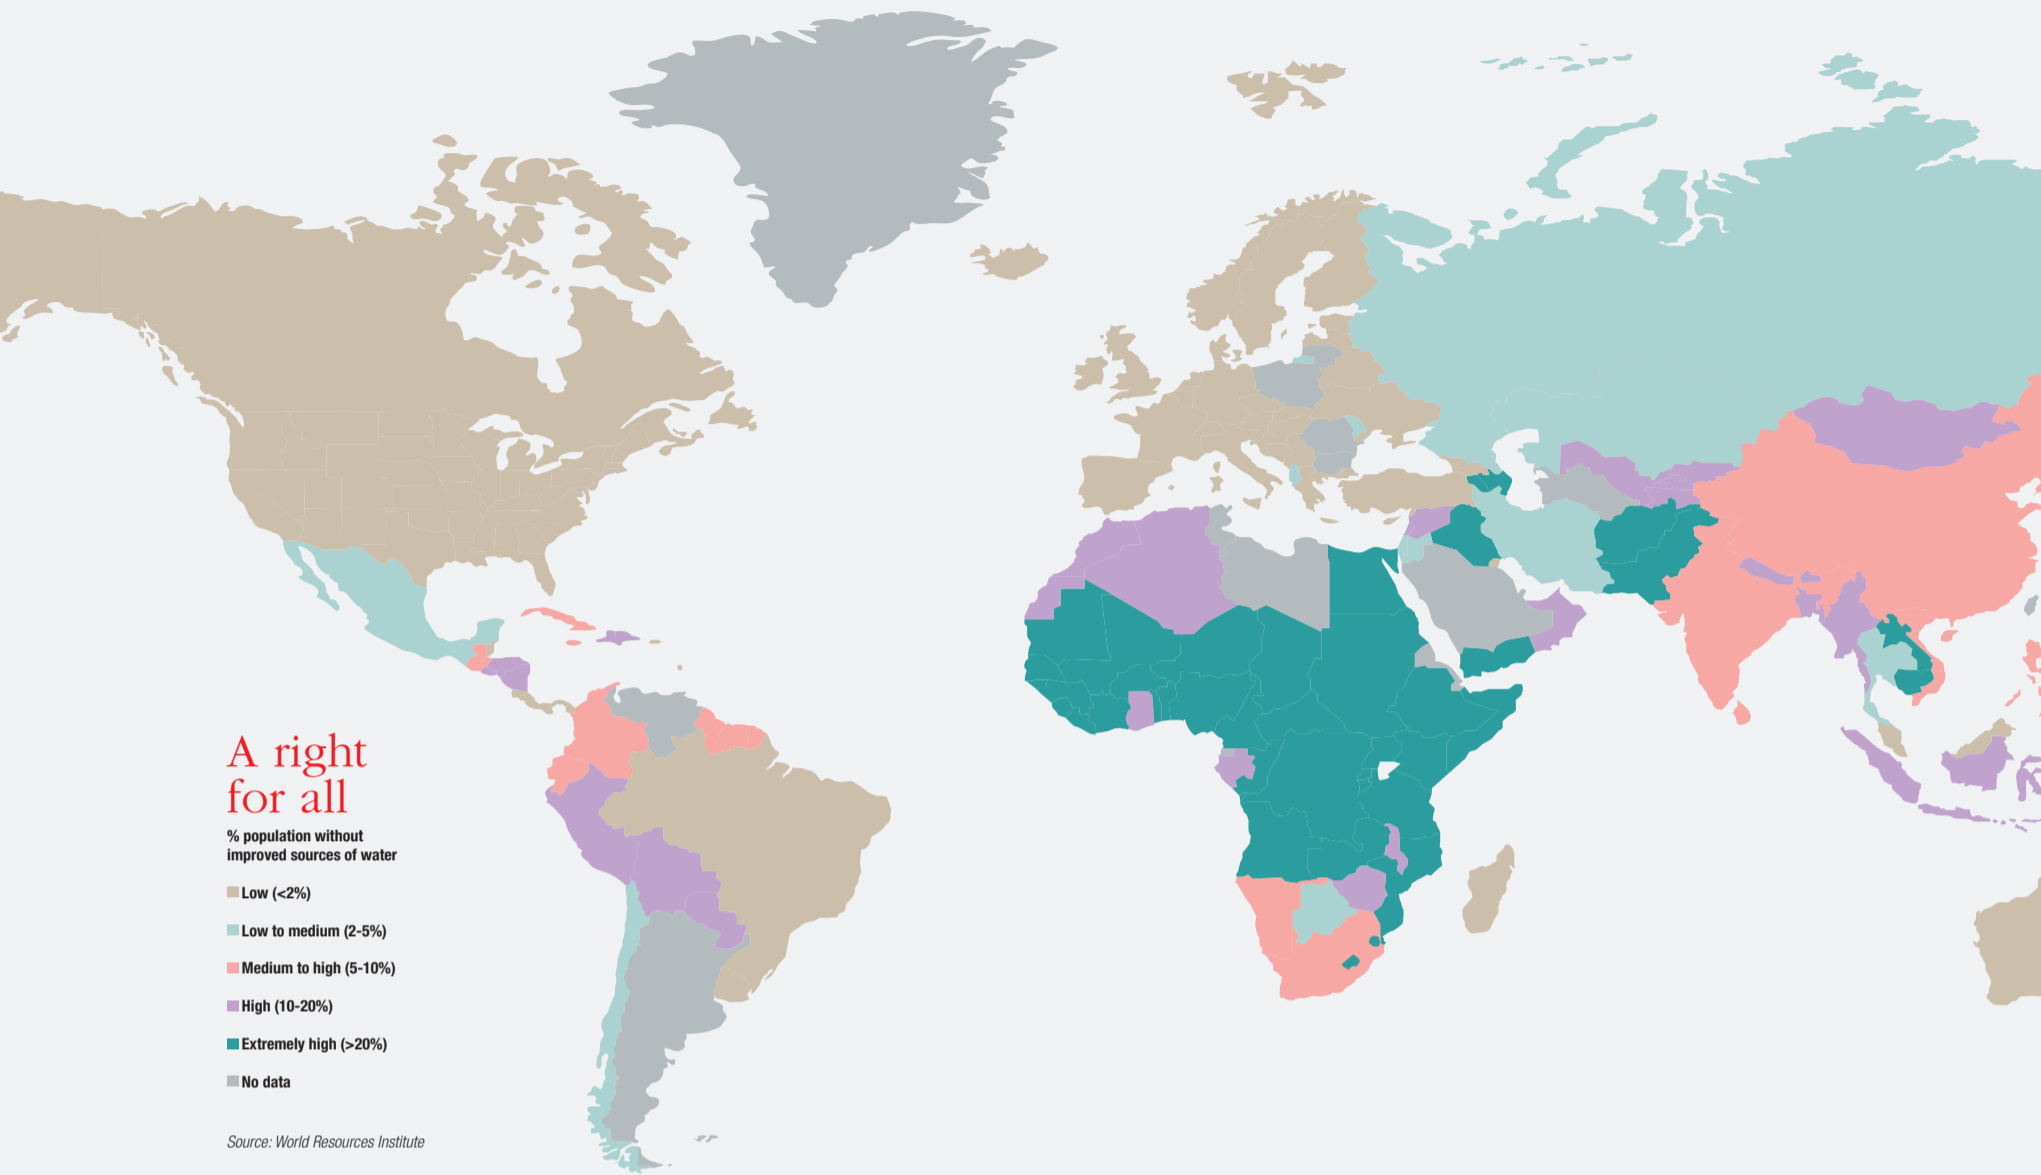 A right
for all
% population without
improved sources of water
Low (<2%)
Low to medium (2-5%)
Medium to high (5-10%)
High (10-20%)
Extremely high (>20%)
No data
Source: World Resources Institute